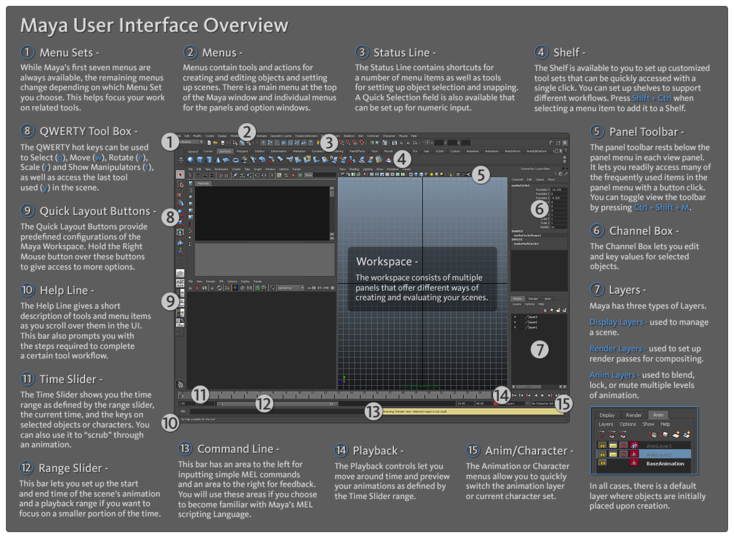 Maya User Interface Overview
1 Menu Sets -
While Maya's first seven menus are
always available, the remaining menus
change depending on which Menu Set
you choose. This helps focus your work
on related tools.
2 Menus -
Menus contain tools and actions for
creating and editing objects and setting
up scenes. There is a main menu at the top
of the Maya window and individual menus
for the panels and option windows.
3 Status Line -
The Status Line contains shortcuts for
a number of menu items as well as tools
for setting up object selection and snapping.
A Quick Selection field is also available that
can be set up for numeric input.
4 Shelf -
The Shelf is available to you to set up customized
tool sets that can be quickly accessed with a
single click. You can set up shelves to support
different workflows. Press Shift + Ctrl when
selecting a menu item to add it to a Shelf.
8 QWERTY Tool Box -
The QWERTY hot keys can be used
to Select (q), Move (w), Rotate (e),
Scale (r) and Show Manipulators (t),
as well as access the last tool
used (y) in the scene.
9 Quick Layout Buttons -
The Quick Layout Buttons provide
predefined configurations of the
Maya Workspace. Hold the Right
Mouse button over these buttons
to give access to more options.
10 Help Line -
The Help Line gives a short
description of tools and menu items
as you scroll over them in the UI.
This bar also prompts you with
the steps required to complete
a certain tool workflow.
11 Time Slider -
The Time Slider shows you the time
range as defined by the range slider,
the current time, and the keys on
selected objects or characters. You
can also use it to "scrub" through
an animation.
12 Range Slider -
This bar lets you set up the start
and end time of the scene's animation
and a playback range if you want to
focus on a smaller portion of the time.
1
2
3
4
5
6
7
8
9
10
11
12
13
14
15
Workspace -
The workspace consists of multiple
panels that offer different ways of
creating and evaluating your scenes.
5 Panel Toolbar -
The panel toolbar rests below the
panel menu in each view panel.
It lets you readily access many of
the frequently used items in the
panel menu with a button click.
You can toggle view the toolbar
by pressing Ctrl + Shift + M.
6 Channel Box -
The Channel Box lets you edit
and key values for selected
objects.
7 Layers -
Maya has three types of Layers.
Display Layers - used to manage
a scene.
Render Layers - used to set up
render passes for compositing.
Anim Layers - used to blend,
lock, or mute multiple levels
of animation.
Display Render Anim
Layers Options Show Help
AnimLayer2
AnimLayer1
BaseAnimation
In all cases, there is a default
layer where objects are initially
placed upon creation.
13 Command Line -
This bar has an area to the left for
inputting simple MEL commands
and an area to the right for feedback.
You will use these areas if you choose
to become familiar with Maya's MEL
scripting Language.
14 Playback -
The Playback controls let you
move around time and preview
your animations as defined by
the Time Slider range.
15 Anim/Character -
The Animation or Character
menus allow you to quickly
switch the animation layer
or current character set.